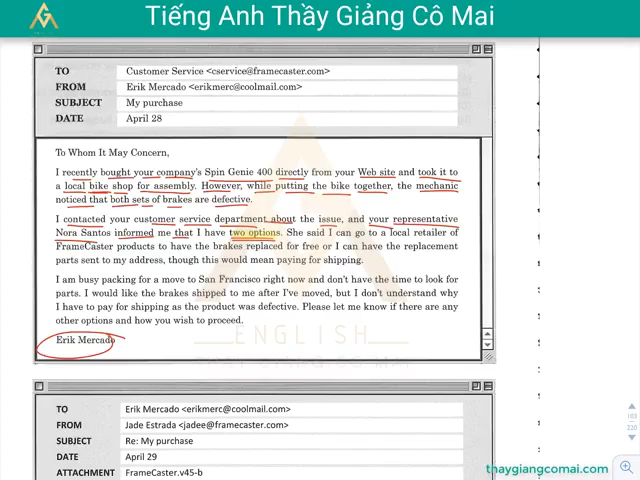 Tiếng Anh Thầy Giảng Cô Mai
TO Customer Service <cservice@framecaster.com>
FROM Erik Mercado <erikmerc@coolmail.com>
SUBJECT My purchase
DATE April 28
To Whom It May Concern,
I recently bought your company's Spin Genie 400 directly from your Web site and took it to
a local bike shop for assembly. However, while putting the bike together, the mechanic
noticed that both sets of brakes are defective.
I contacted your customer service department about the issue, and your representative
Nora Santos informed me that I have two options. She said I can go to a local retailer of
FrameCaster products to have the brakes replaced for free or I can have the replacement
parts sent to my address, though this would mean paying for shipping.
I am busy packing for a move to San Francisco right now and don't have the time to look for
parts. I would like the brakes shipped to me after I've moved, but I don't understand why
I have to pay for shipping as the product was defective. Please let me know if there are any
other options and how you wish to proceed.
ENGLISH
Erik Mercado
TO Erik Mercado <erikmerc@coolmail.com>
FROM Jade Estrada <jadee@framecaster.com>
SUBJECT Re: My purchase
DATE April 29
ATTACHMENT FrameCaster.v45-b
103
220
thaygiangcomai.com